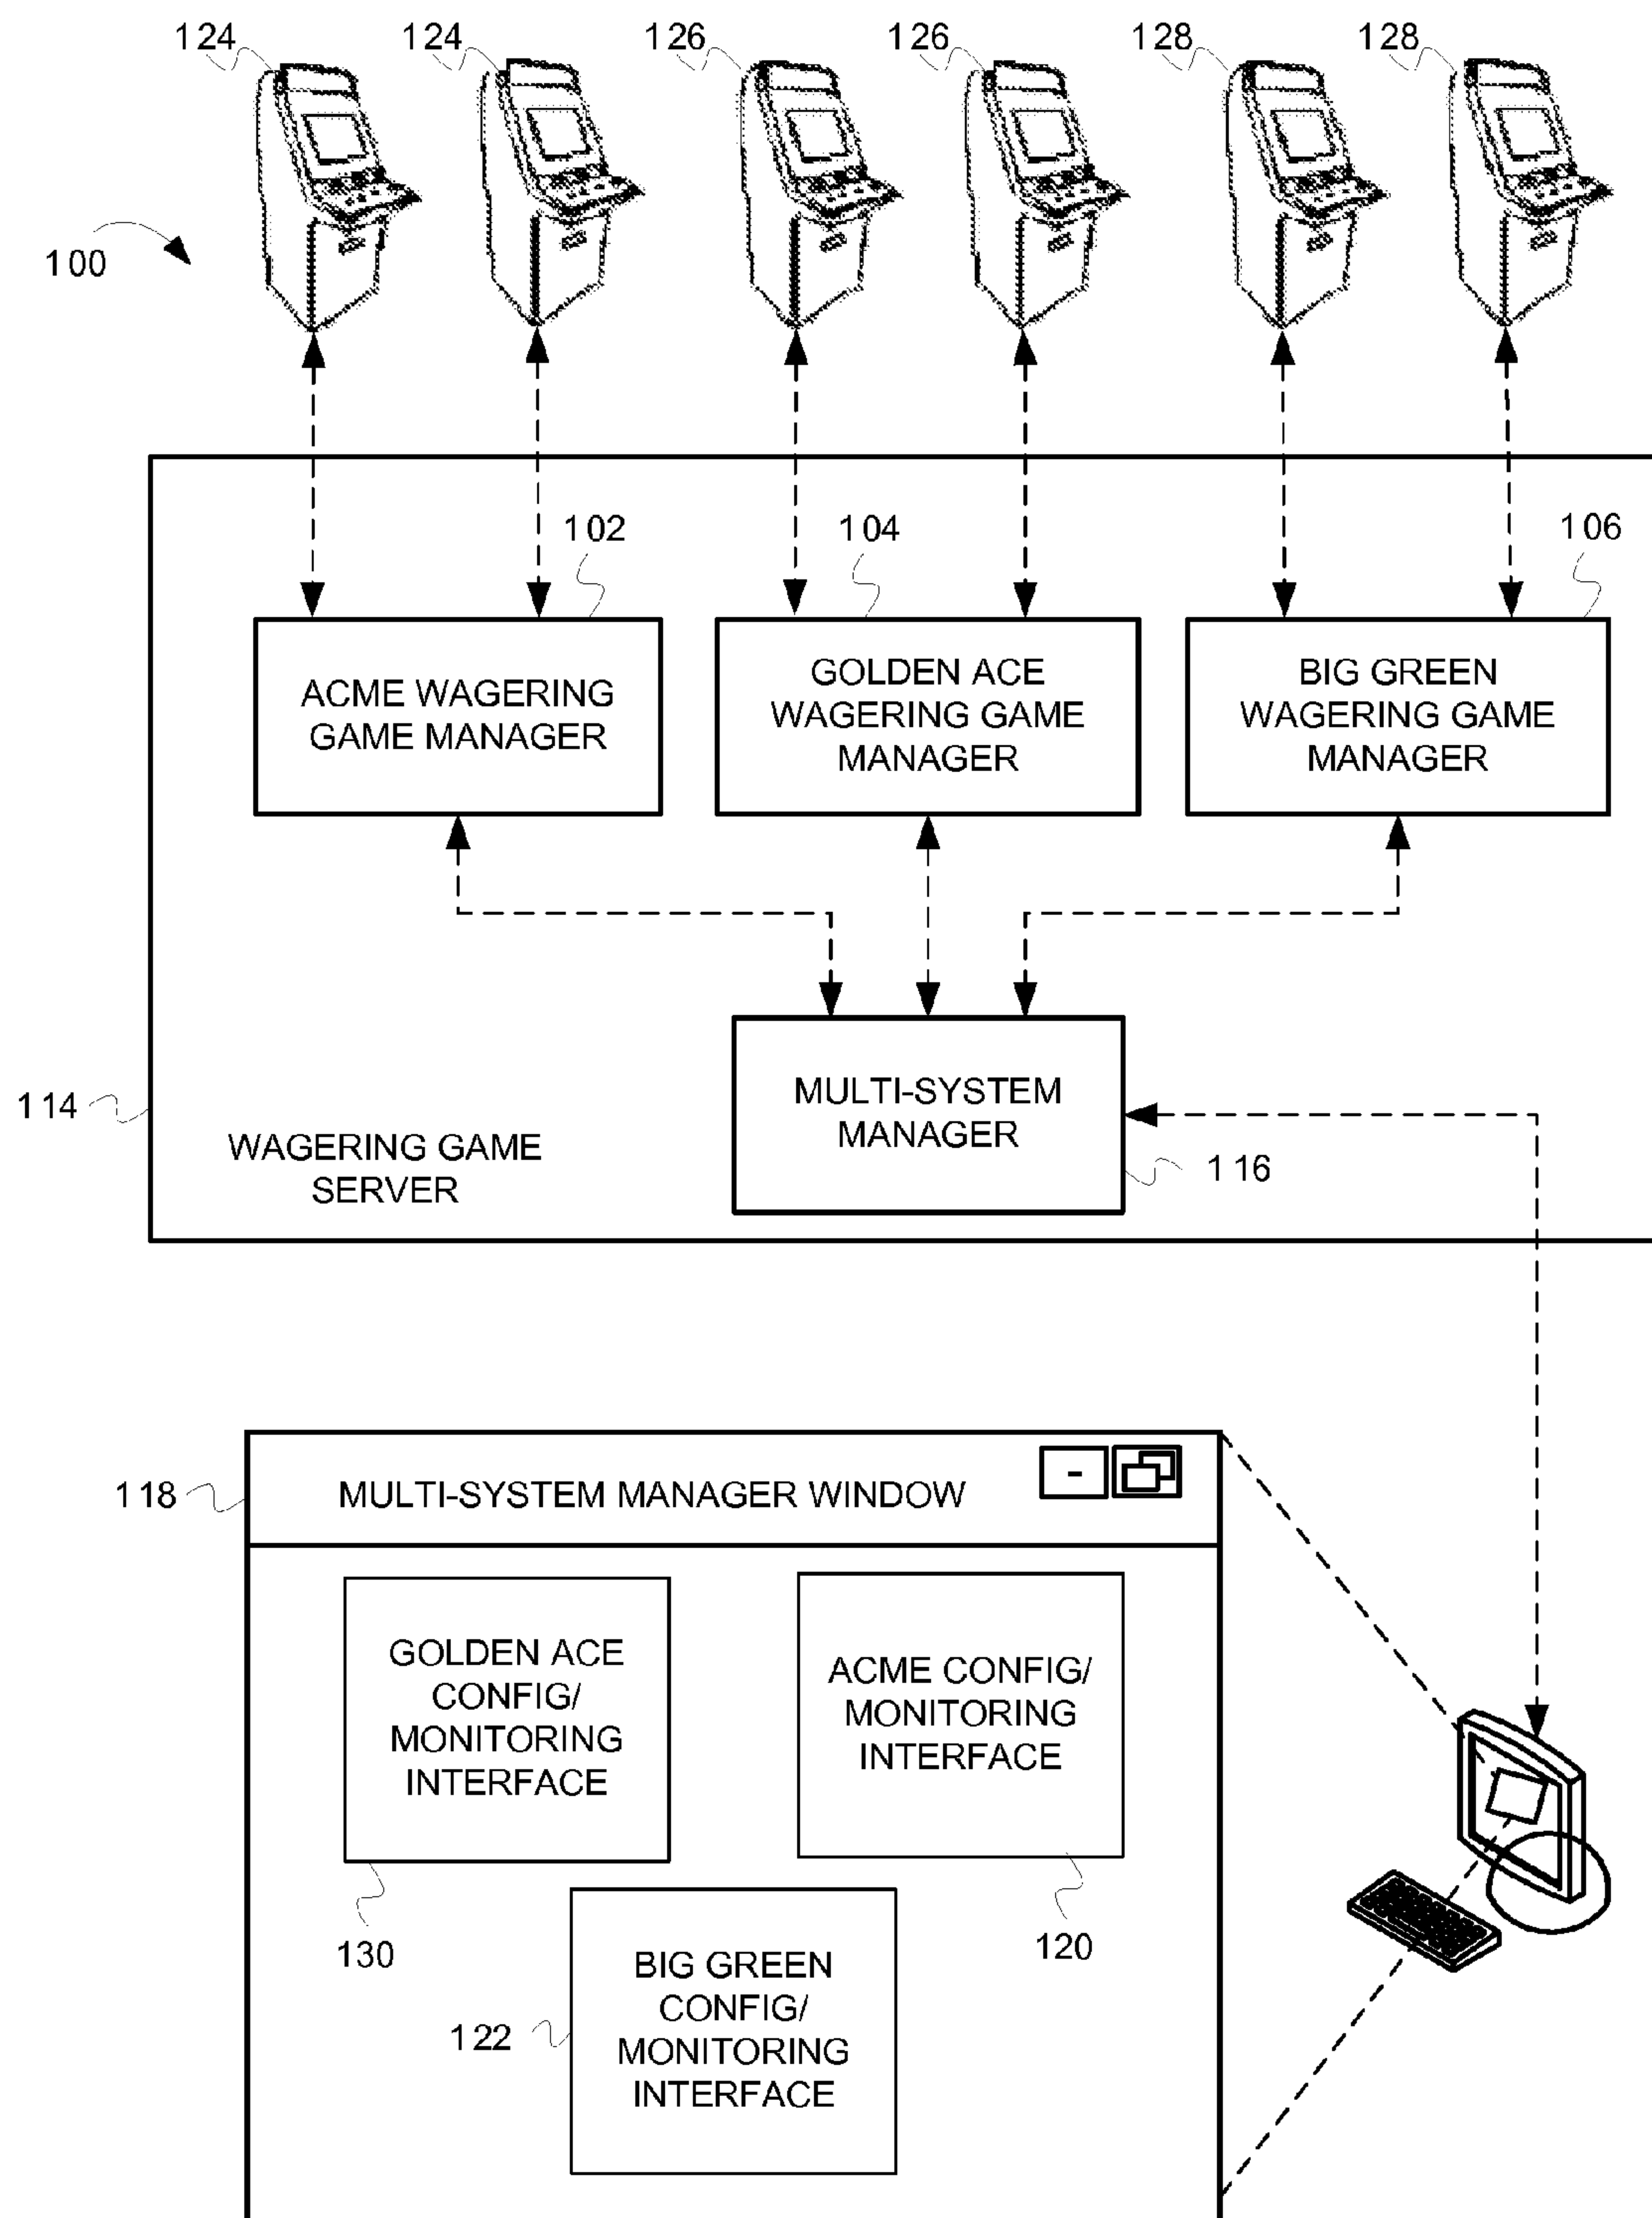 124
124
126
126
128
128
100
102
104
106
ACME WAGERING
GAME MANAGER
GOLDEN ACE
WAGERING GAME
MANAGER
BIG GREEN
WAGERING GAME
MANAGER
MULTI-SYSTEM
MANAGER
114
WAGERING GAME
SERVER
116
118
MULTI-SYSTEM MANAGER WINDOW
-
GOLDEN ACE
CONFIG/
MONITORING
INTERFACE
ACME CONFIG/
MONITORING
INTERFACE
130
120
BIG GREEN
CONFIG/
MONITORING
INTERFACE
122